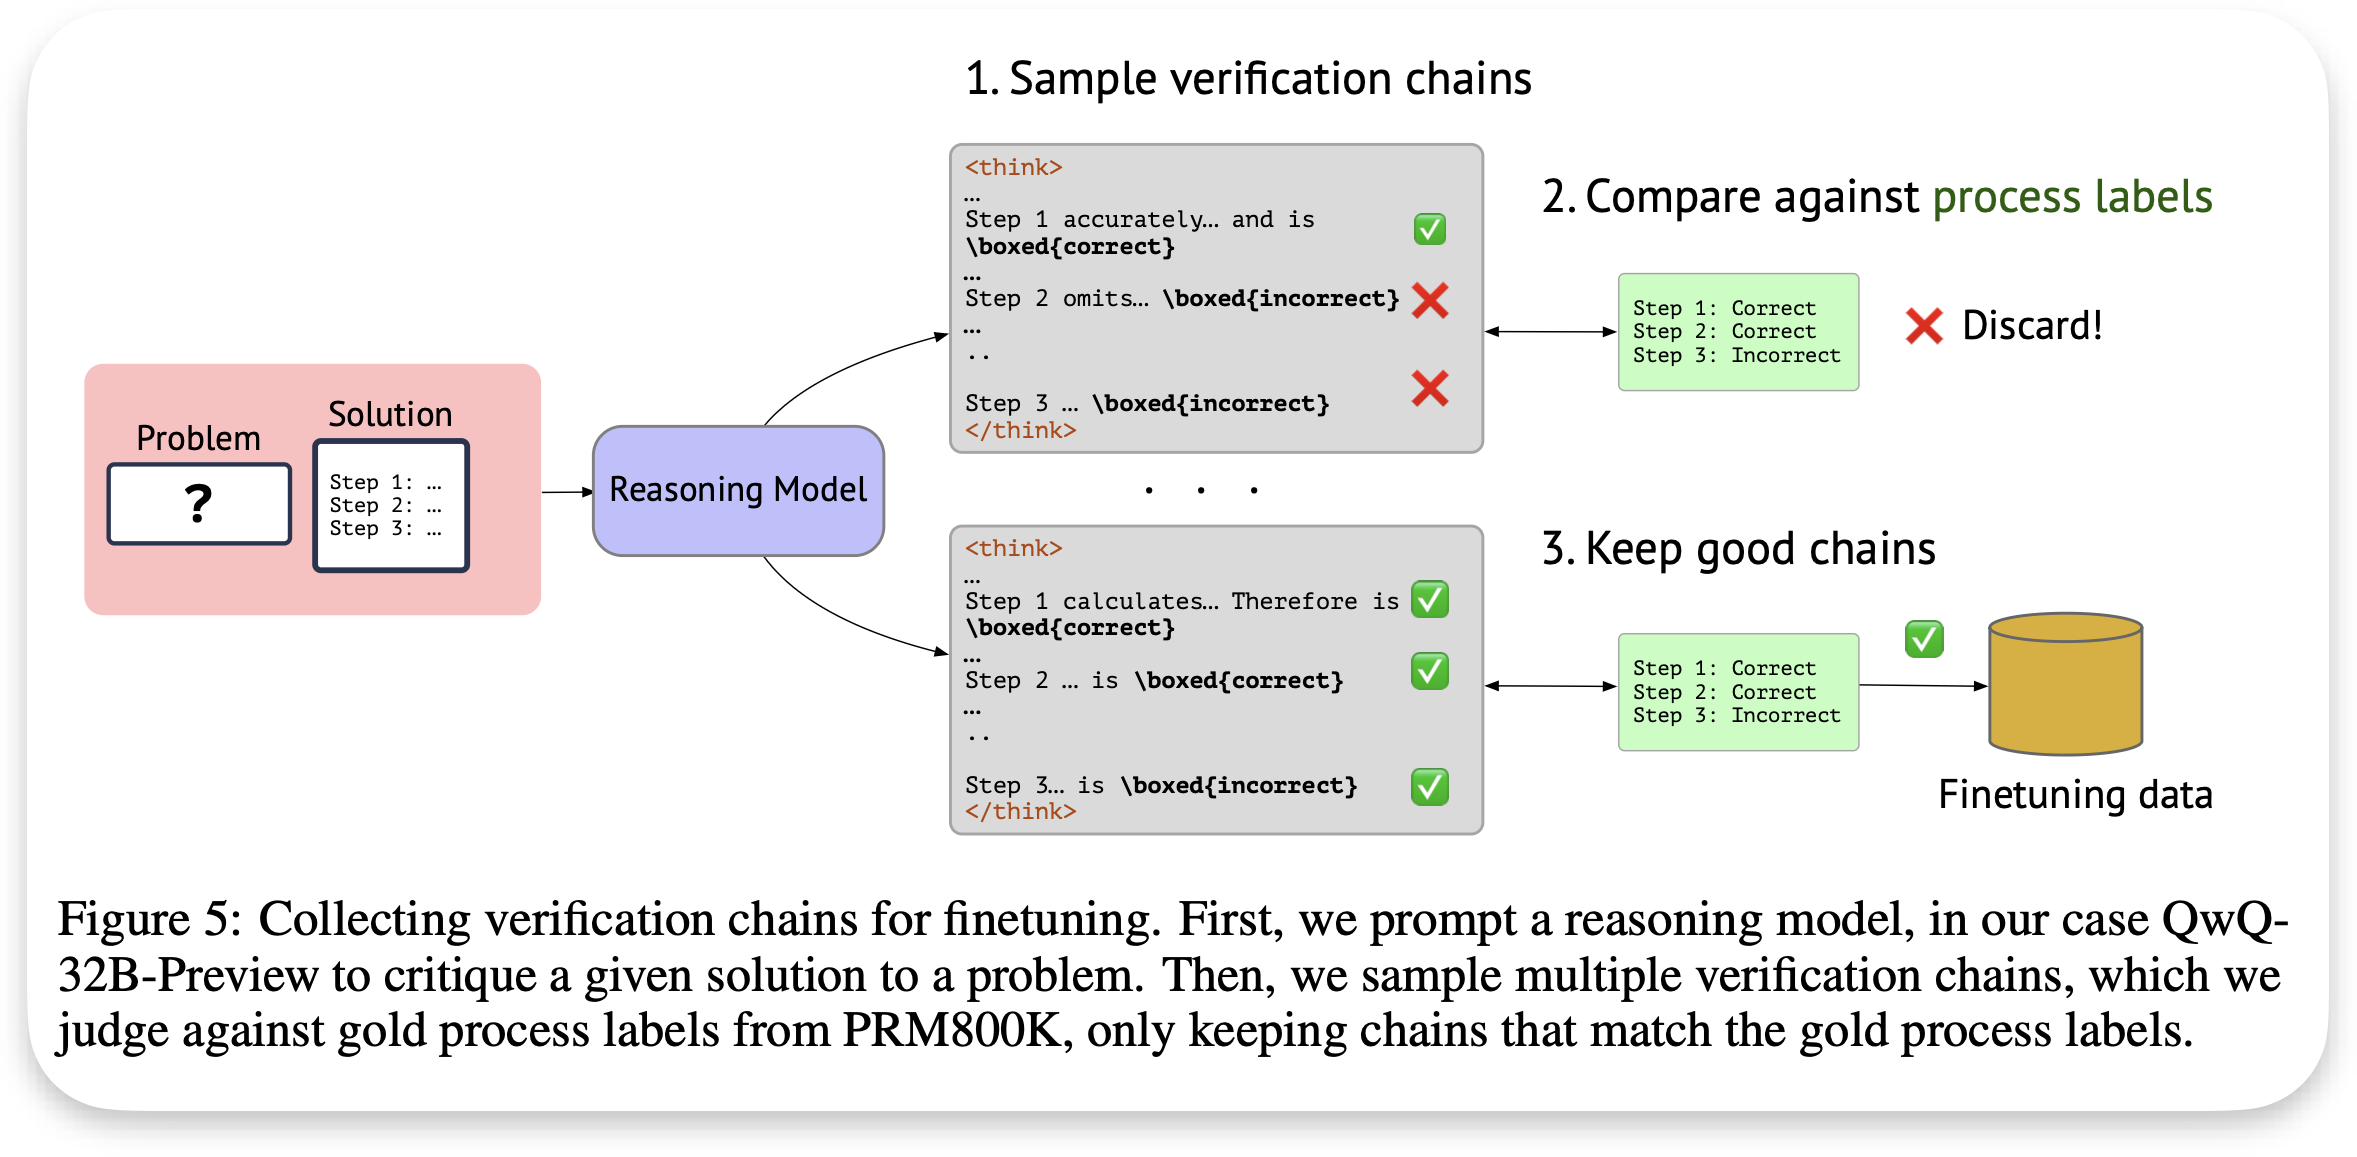 1. Sample verification chains
<think>
...
Step 1 accurately... and is
\boxed{correct}
...
Step 2 omits... \boxed{incorrect}
...
..
Step 3 ... \boxed{incorrect}
</think>
2. Compare against process labels
Step 1: Correct
Step 2: Correct
Step 3: Incorrect
Discard!
Problem
?
Solution
Step 1: ...
Step 2: ...
Step 3: ...
Reasoning Model
. . .
<think>
...
Step 1 calculates... Therefore is
\boxed{correct}
...
Step 2 ... is \boxed{correct}
...
..
Step 3... is \boxed{incorrect}
</think>
3. Keep good chains
Step 1: Correct
Step 2: Correct
Step 3: Incorrect
Finetuning data
Figure 5: Collecting verification chains for finetuning. First, we prompt a reasoning model, in our case QwQ-
32B-Preview to critique a given solution to a problem. Then, we sample multiple verification chains, which we
judge against gold process labels from PRM800K, only keeping chains that match the gold process labels.